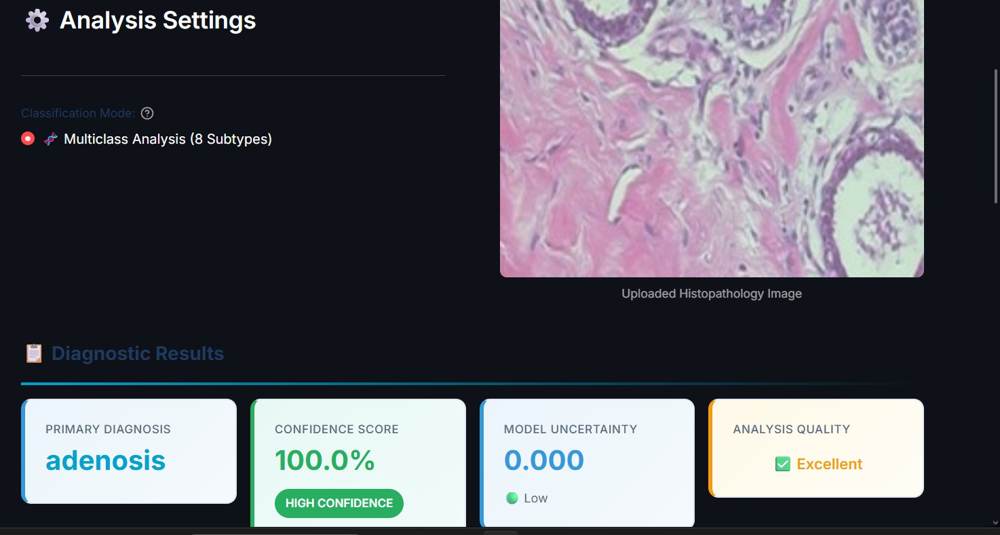 Analysis Settings
Classification Mode:
Multiclass Analysis (8 Subtypes)
Uploaded Histopathology Image
Diagnostic Results
PRIMARY DIAGNOSIS
adenosis
CONFIDENCE SCORE
100.0%
HIGH CONFIDENCE
MODEL UNCERTAINTY
0.000
Low
ANALYSIS QUALITY
Excellent